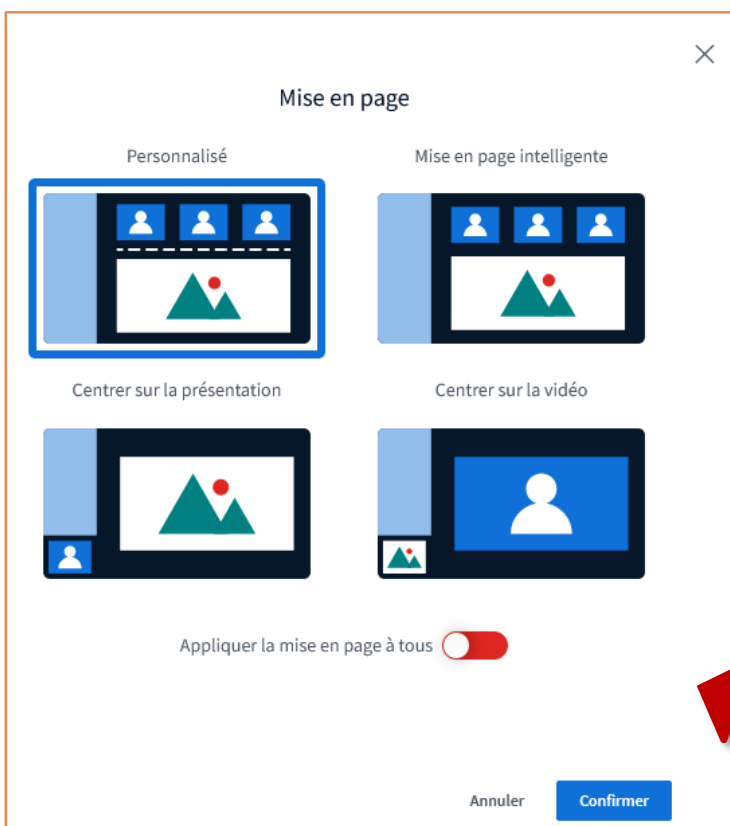 Mise en page
Personnalisé
Mise en page intelligente
Centrer sur la présentation
Centrer sur la vidéo
Appliquer la mise en page à tous
Annuler
Confirmer